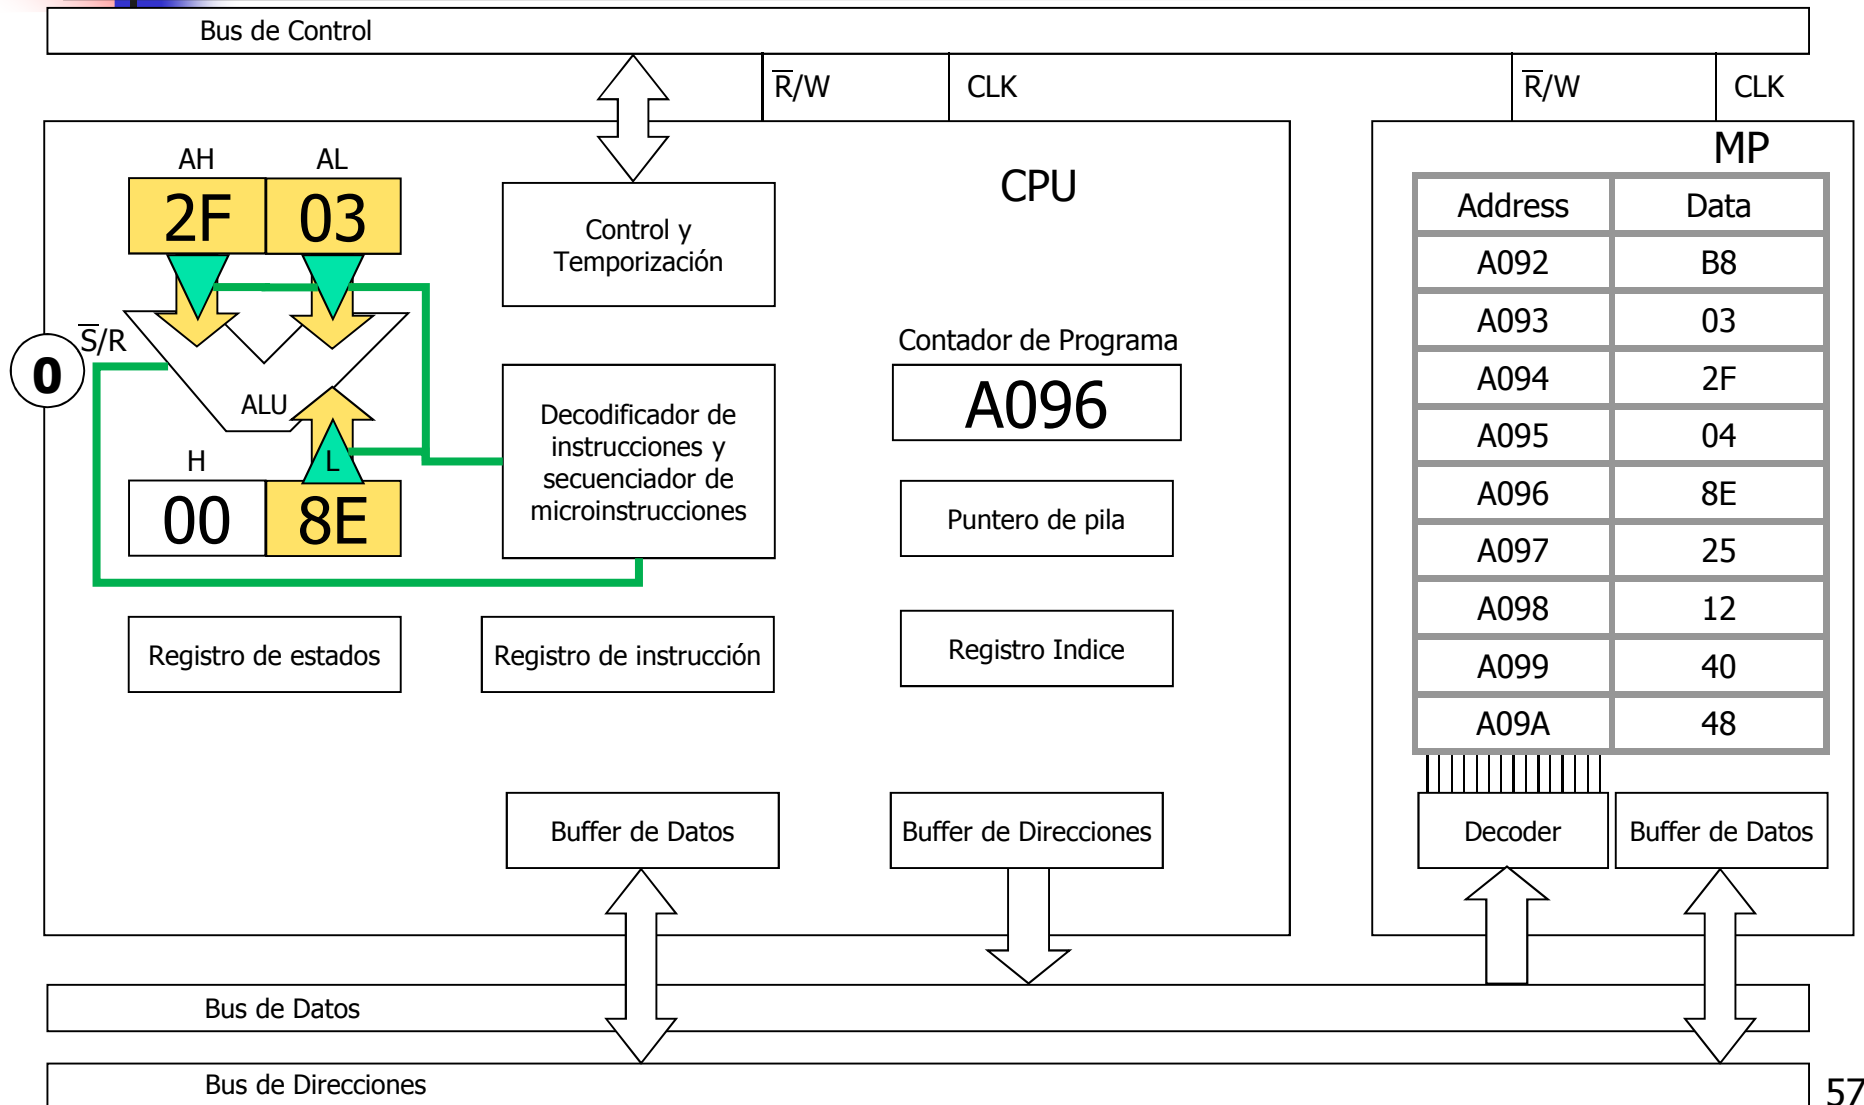 Bus de Control
R/W
CLK
R/W
CLK
AH
AL
2F
03
S/R
0
ALU
H
L
00
8E
Control y
Temporización
CPU
Contador de Programa
A096
Decodificador de
instrucciones y
secuenciador de
microinstrucciones
Puntero de pila
Registro de estados
Registro de instrucción
Registro Indice
Buffer de Datos
Buffer de Direcciones
MP
Address Data
A092 B8
A093 03
A094 2F
A095 04
A096 8E
A097 25
A098 12
A099 40
A09A 48
Decoder
Buffer de Datos
Bus de Datos
Bus de Direcciones
57